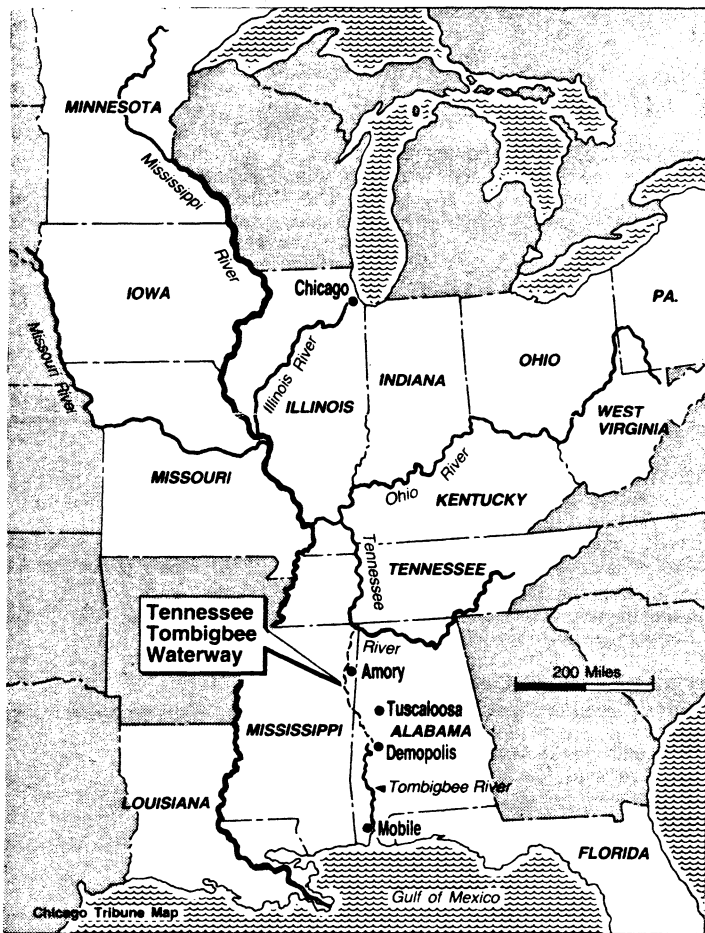 MINNESOTA
Mississippi
River
IOWA
Chicago
PA.
Missouri River
Illinois River
ILLINOIS
INDIANA
OHIO
WEST
VIRGINIA
MISSOURI
Ohio River
KENTUCKY
Tennessee
TENNESSEE
Tennessee
Tombigbee
Waterway
River
Amory
200 Miles
Tuscaloosa
MISSISSIPPI
ALABAMA
Demopolis
LOUISIANA
Tombigbee River
Mobile
FLORIDA
Gulf of Mexico
Chicago Tribune Map